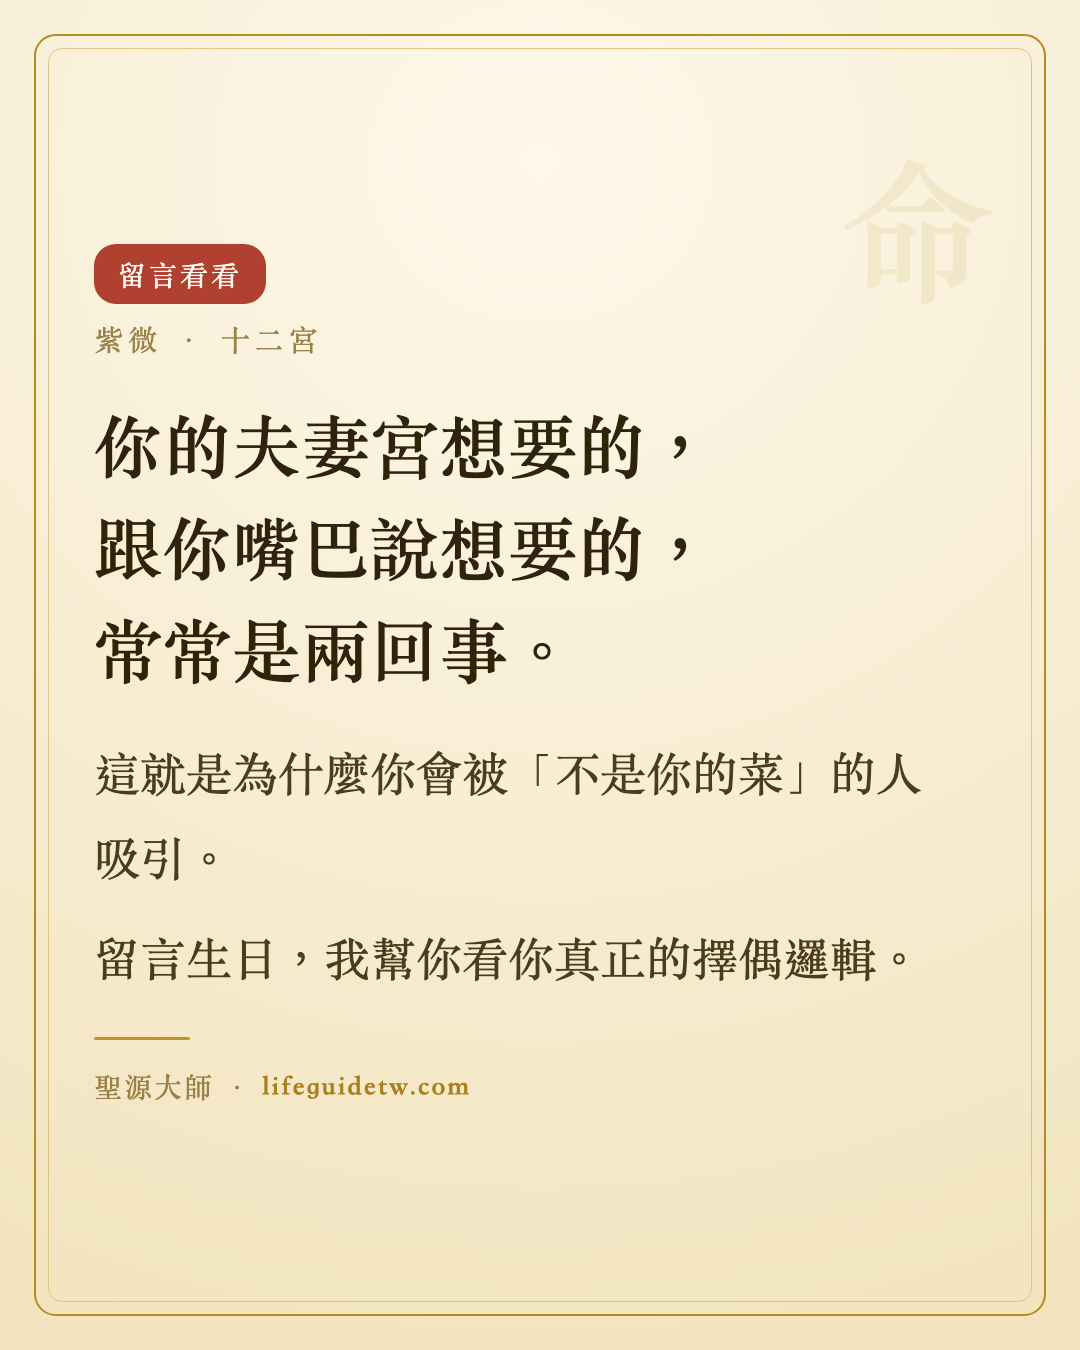 命
留言看看
紫微 · 十二宮
你的夫妻宮想要的，
跟你嘴巴說想要的，
常常是兩回事。
這就是為什麼你會被「不是你的菜」的人
吸引。
留言生日，我幫你看你真正的擇偶邏輯。
聖源大師 · lifeguidetw.com